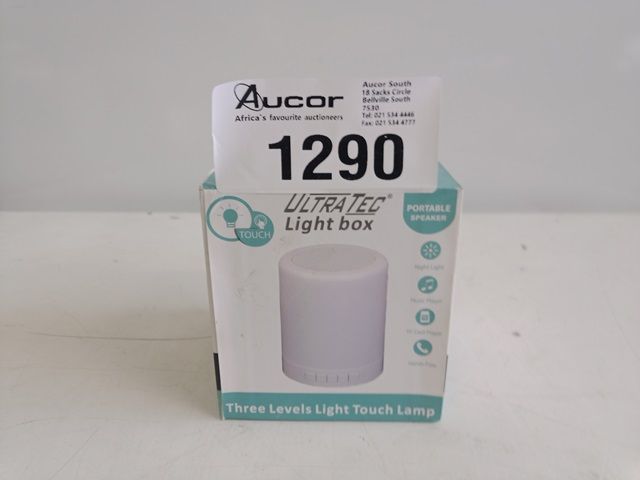 Aucor
Africa's favourite auctioneers
Aucor South
18 Sacks Circle
Bellville South
7530
Tel: 021 534 4446
Fax: 021 534 4777
1290
ULTRATEC®
Light box
TOUCH
PORTABLE
SPEAKER
Night Light
Music Player
Hands-Free
Three Levels Light Touch Lamp